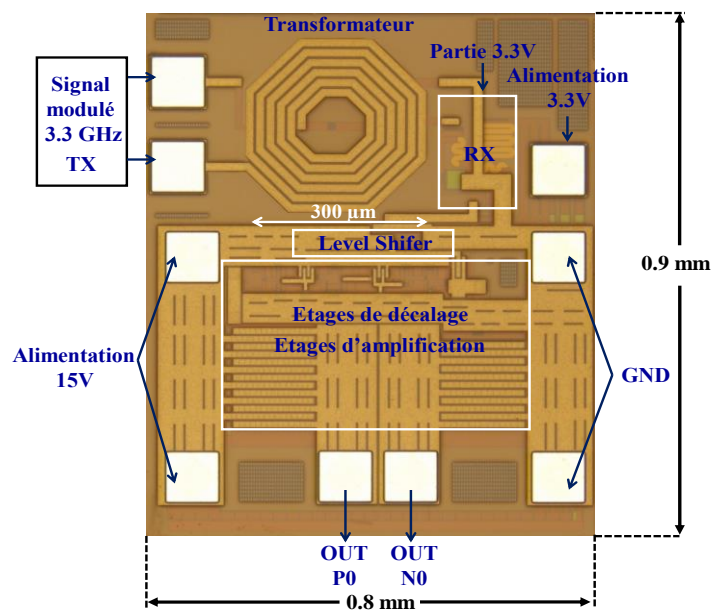 Transformateur
Partie 3.3V
Alimentation
3.3V
Signal
modulé
3.3 GHz
TX
RX
300 µm
Level Shifer
0.9 mm
Etages de décalage
Etages d'amplification
Alimentation
15V
GND
OUT
P0
OUT
N0
0.8 mm